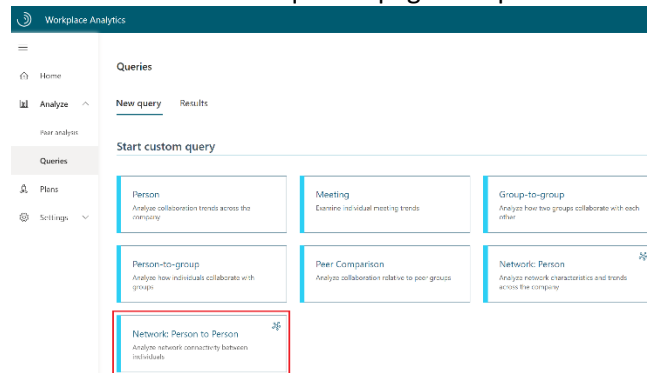 Workplace Analytics
Home
Analyze
Peer analysis
Queries
Plans
Settings
Queries
New query Results
Start custom query
Person
Analyze collaboration trends across the
company
Meeting
Examine individual meeting trends
Group-to-group
Analyze how two groups collaborate with each
other
Person-to-group
Analyze how individuals collaborate with
groups
Peer Comparison
Analyze collaboration relative to peer groups
Network: Person
Analyze network characteristics and trends
across the company
Network: Person to Person
Analyze network connectivity between
individuals